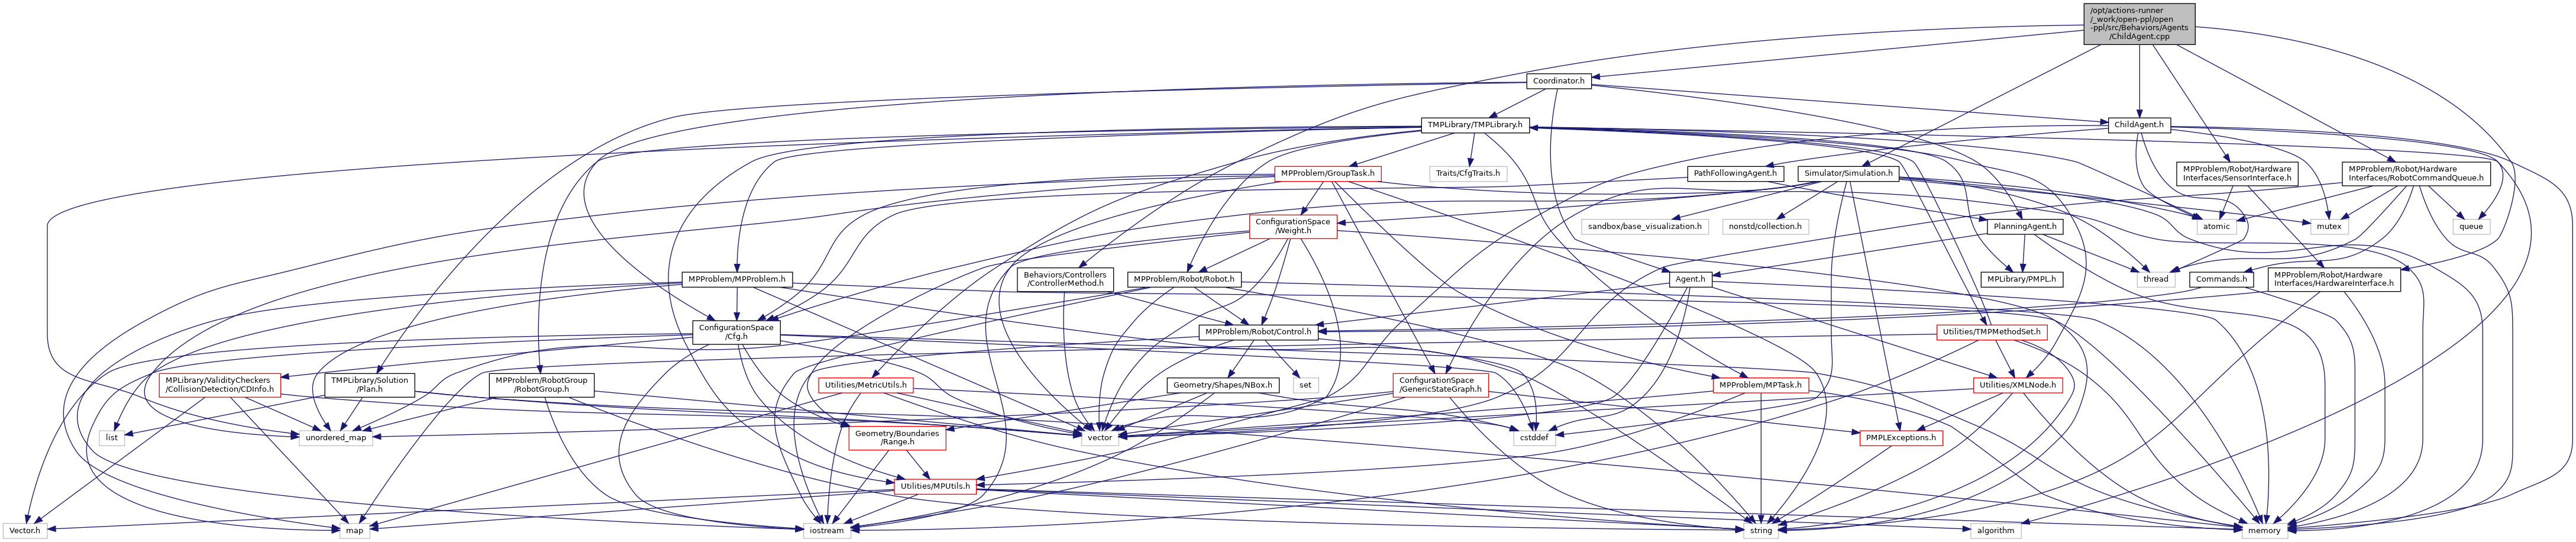 /opt/actions-runner
/_work/open-ppl/open
-ppl/src/Behaviors/Agents
/ChildAgent.cpp
Coordinator.h
TMPLibrary/TMPLibrary.h
ChildAgent.h
MPProblem/GroupTask.h
Traits/CfgTraits.h
PathFollowingAgent.h
Simulator/Simulation.h
MPProblem/Robot/Hardware
Interfaces/SensorInterface.h
MPProblem/Robot/Hardware
Interfaces/RobotCommandQueue.h
ConfigurationSpace
/Weight.h
sandbox/base_visualization.h
nonstd/collection.h
PlanningAgent.h
atomic
mutex
queue
MPProblem/MPProblem.h
Behaviors/Controllers
/ControllerMethod.h
MPProblem/Robot/Robot.h
Agent.h
MPLibrary/PMPL.h
thread
Commands.h
MPProblem/Robot/Hardware
Interfaces/HardwareInterface.h
ConfigurationSpace
/Cfg.h
MPProblem/Robot/Control.h
Utilities/TMPMethodSet.h
MPLibrary/ValidityCheckers
/CollisionDetection/CDInfo.h
TMPLibrary/Solution
/Plan.h
MPProblem/RobotGroup
/RobotGroup.h
Utilities/MetricUtils.h
Geometry/Shapes/NBox.h
set
ConfigurationSpace
/GenericStateGraph.h
MPProblem/MPTask.h
Utilities/XMLNode.h
list
unordered_map
Geometry/Boundaries
/Range.h
vector
cstddef
PMPLExceptions.h
Utilities/MPUtils.h
Vector.h
map
iostream
string
algorithm
memory